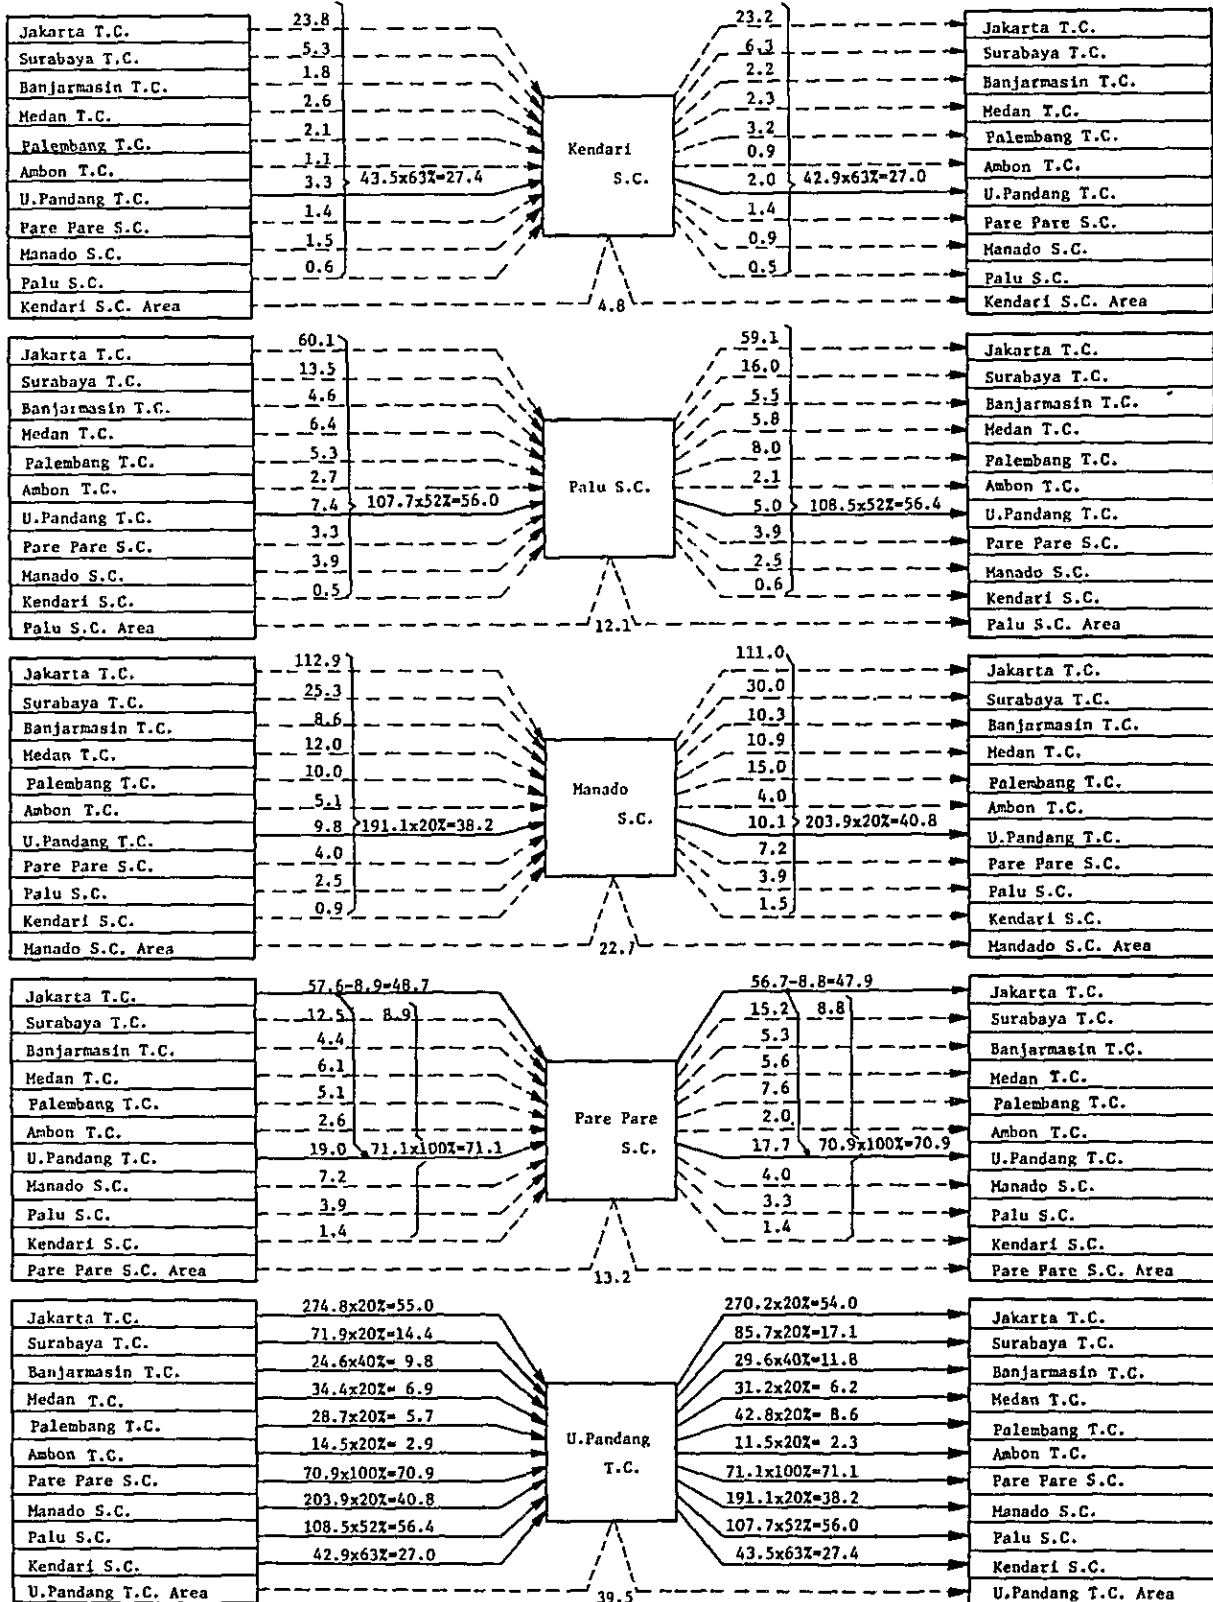 Jakarta T.C. 23.8 23.2 Jakarta T.C.
Surabaya T.C. 5.3 6.3 Surabaya T.C.
Banjarmasin T.C. 1.8 2.2 Banjarmasin T.C.
Medan T.C. 2.6 2.3 Medan T.C.
Palembang T.C. 2.1 3.2 Palembang T.C.
Kendari S.C.
Ambon T.C. 1.1 0.9 Ambon T.C.
U.Pandang T.C. 3.3 43.5x63%=27.4 2.0 42.9x63%=27.0 U.Pandang T.C.
Pare Pare S.C. 1.4 1.4 Pare Pare S.C.
Manado S.C. 1.5 0.9 Manado S.C.
Palu S.C. 0.6 0.5 Palu S.C.
Kendari S.C. Area 4.8 Kendari S.C. Area
Jakarta T.C. 60.1 59.1 Jakarta T.C.
Surabaya T.C. 13.5 16.0 Surabaya T.C.
Banjarmasin T.C. 4.6 5.5 Banjarmasin T.C.
Medan T.C. 6.4 5.8 Medan T.C.
Palembang T.C. 5.3 8.0 Palembang T.C.
Palu S.C.
Ambon T.C. 2.7 2.1 Ambon T.C.
U.Pandang T.C. 7.4 107.7x52%=56.0 5.0 108.5x52%=56.4 U.Pandang T.C.
Pare Pare S.C. 3.3 3.9 Pare Pare S.C.
Manado S.C. 3.9 2.5 Manado S.C.
Kendari S.C. 0.5 0.6 Kendari S.C.
Palu S.C. Area 12.1 Palu S.C. Area
Jakarta T.C. 112.9 111.0 Jakarta T.C.
Surabaya T.C. 25.3 30.0 Surabaya T.C.
Banjarmasin T.C. 8.6 10.3 Banjarmasin T.C.
Medan T.C. 12.0 10.9 Medan T.C.
Palembang T.C. 10.0 15.0 Palembang T.C.
Manado S.C.
Ambon T.C. 5.1 4.0 Ambon T.C.
U.Pandang T.C. 9.8 191.1x20%=38.2 10.1 203.9x20%=40.8 U.Pandang T.C.
Pare Pare S.C. 4.0 7.2 Pare Pare S.C.
Palu S.C. 2.5 3.9 Palu S.C.
Kendari S.C. 0.9 1.5 Kendari S.C.
Manado S.C. Area 22.7 Mandado S.C. Area
Jakarta T.C. 57.6-8.9=48.7 56.7-8.8=47.9 Jakarta T.C.
Surabaya T.C. 12.5 8.9 15.2 8.8 Surabaya T.C.
Banjarmasin T.C. 4.4 5.3 Banjarmasin T.C.
Medan T.C. 6.1 5.6 Medan T.C.
Palembang T.C. 5.1 7.6 Palembang T.C.
Pare Pare S.C.
Ambon T.C. 2.6 2.0 Ambon T.C.
U.Pandang T.C. 19.0 71.1x100%=71.1 17.7 70.9x100%=70.9 U.Pandang T.C.
Manado S.C. 7.2 4.0 Manado S.C.
Palu S.C. 3.9 3.3 Palu S.C.
Kendari S.C. 1.4 1.4 Kendari S.C.
Pare Pare S.C. Area 13.2 Pare Pare S.C. Area
Jakarta T.C. 274.8x20%=55.0 270.2x20%=54.0 Jakarta T.C.
Surabaya T.C. 71.9x20%=14.4 85.7x20%=17.1 Surabaya T.C.
Banjarmasin T.C. 24.6x40%= 9.8 29.6x40%=11.8 Banjarmasin T.C.
Medan T.C. 34.4x20%= 6.9 31.2x20%= 6.2 Medan T.C.
Palembang T.C. 28.7x20%= 5.7 42.8x20%= 8.6 Palembang T.C.
U.Pandang T.C.
Ambon T.C. 14.5x20%= 2.9 11.5x20%= 2.3 Ambon T.C.
Pare Pare S.C. 70.9x100%=70.9 71.1x100%=71.1 Pare Pare S.C.
Manado S.C. 203.9x20%=40.8 191.1x20%=38.2 Manado S.C.
Palu S.C. 108.5x52%=56.4 107.7x52%=56.0 Palu S.C.
Kendari S.C. 42.9x63%=27.0 43.5x63%=27.4 Kendari S.C.
U.Pandang T.C. Area 39.5 U.Pandang T.C. Area